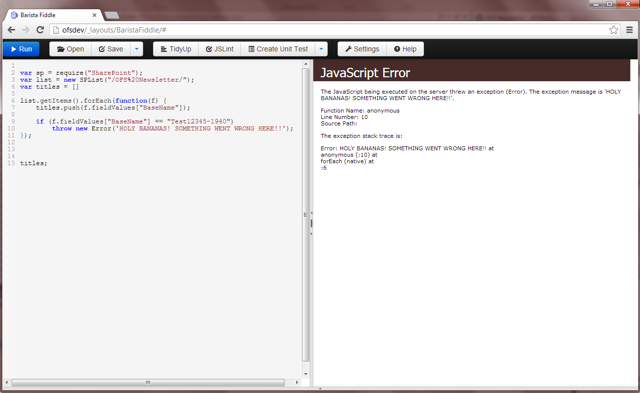 Barista Fiddle
ofsdev/_layouts/BaristaFiddle/#
Run Open Save TidyUp JSLint Create Unit Test Settings Help
1
2 var sp = require("SharePoint");
3 var list = new SPList("/OFS%20Newsletter/");
4 var titles = []
5
6 list.getItems().forEach(function(f) {
7 titles.push(f.fieldValues["BaseName"]);
8
9 if (f.fieldValues["BaseName"] == "Test12345-1940")
10 throw new Error('HOLY BANANAS! SOMETHING WENT WRONG HERE!!');
11 });
12
13
14
15 titles;
JavaScript Error
The JavaScript being executed on the server threw an exception (Error). The exception message is 'HOLY
BANANAS! SOMETHING WENT WRONG HERE!!'.
Function Name: anonymous
Line Number: 10
Source Path:
The exception stack trace is:
Error: HOLY BANANAS! SOMETHING WENT WRONG HERE!! at
anonymous (:10) at
forEach (native) at
:6